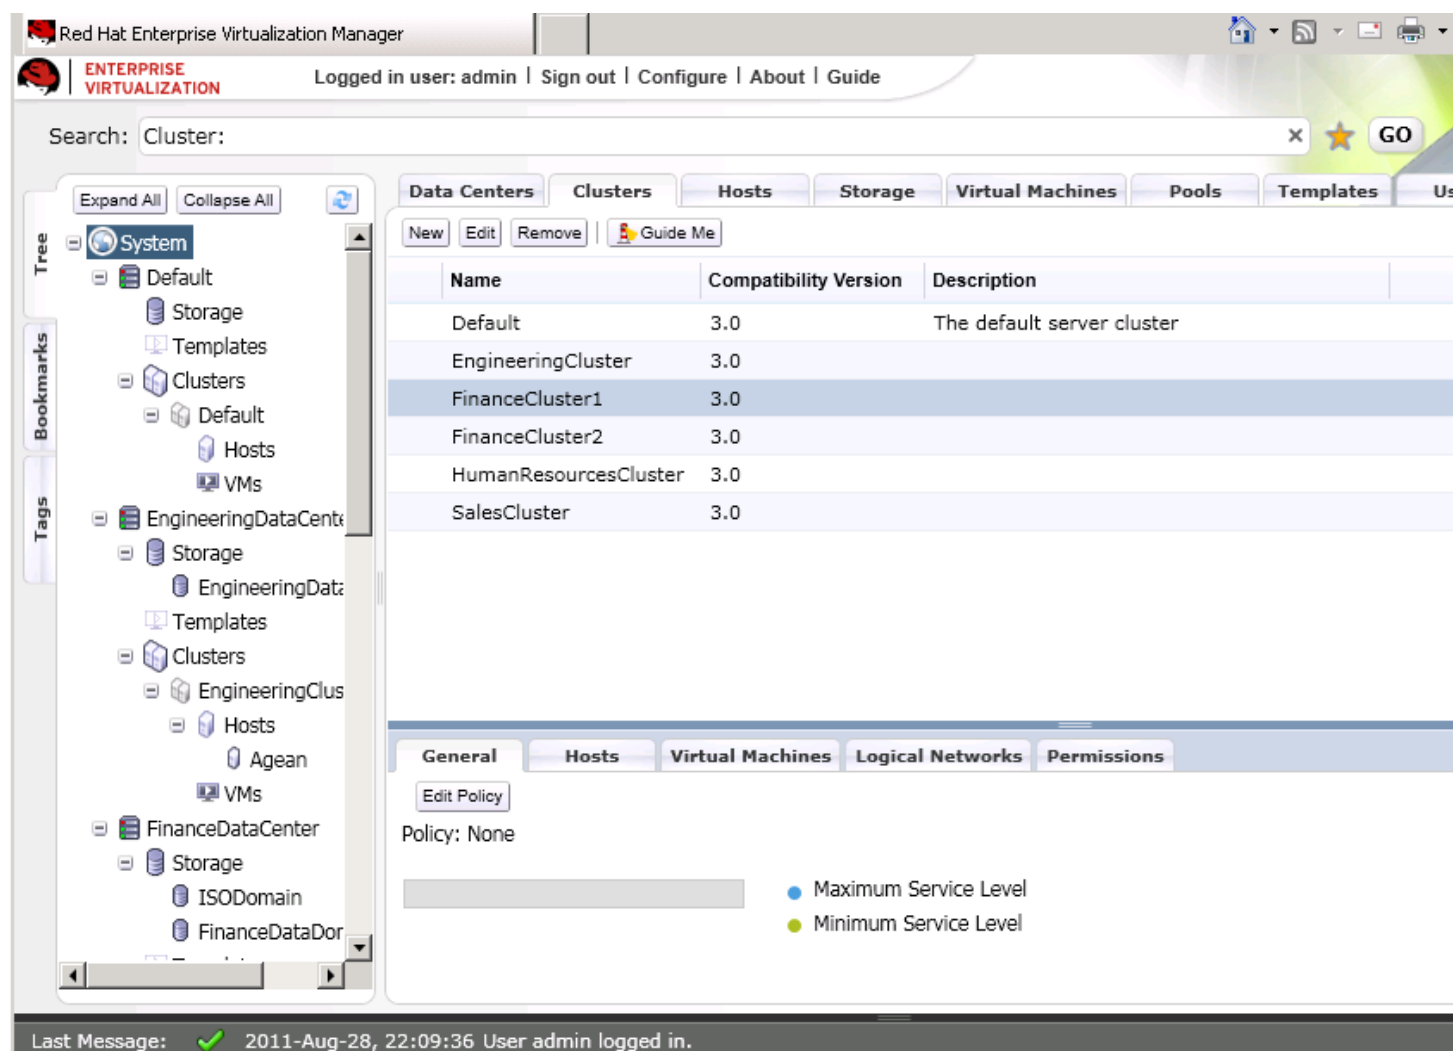 Red Hat Enterprise Virtualization Manager
ENTERPRISE
VIRTUALIZATION
Logged in user: admin | Sign out | Configure | About | Guide
Search: Cluster:
GO
Expand All Collapse All
Tree
Bookmarks
Tags
System
Default
Storage
Templates
Clusters
Default
Hosts
VMs
EngineeringDataCente
Storage
EngineeringData
Templates
Clusters
EngineeringClus
Hosts
Agean
VMs
FinanceDataCenter
Storage
ISODomain
FinanceDataDor
Data Centers Clusters Hosts Storage Virtual Machines Pools Templates Us
New Edit Remove | Guide Me
Name Compatibility Version Description
Default 3.0 The default server cluster
EngineeringCluster 3.0
FinanceCluster1 3.0
FinanceCluster2 3.0
HumanResourcesCluster 3.0
SalesCluster 3.0
General Hosts Virtual Machines Logical Networks Permissions
Edit Policy
Policy: None
Maximum Service Level
Minimum Service Level
Last Message: 2011-Aug-28, 22:09:36 User admin logged in.